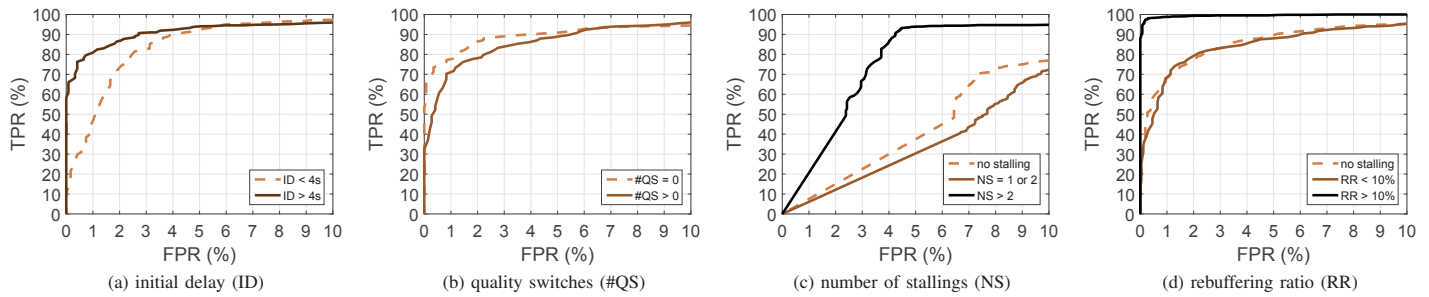 100
90
80
70
60
50
40
30
20
10
0
TPR (%)
ID < 4s
ID > 4s
0 1 2 3 4 5 6 7 8 9 10
FPR (%)
(a) initial delay (ID)
100
90
80
70
60
50
40
30
20
10
0
TPR (%)
#QS = 0
#QS > 0
0 1 2 3 4 5 6 7 8 9 10
FPR (%)
(b) quality switches (#QS)
100
90
80
70
60
50
40
30
20
10
0
TPR (%)
no stalling
NS = 1 or 2
NS > 2
0 1 2 3 4 5 6 7 8 9 10
FPR (%)
(c) number of stallings (NS)
100
90
80
70
60
50
40
30
20
10
0
TPR (%)
no stalling
RR < 10%
RR > 10%
0 1 2 3 4 5 6 7 8 9 10
FPR (%)
(d) rebuffering ratio (RR)